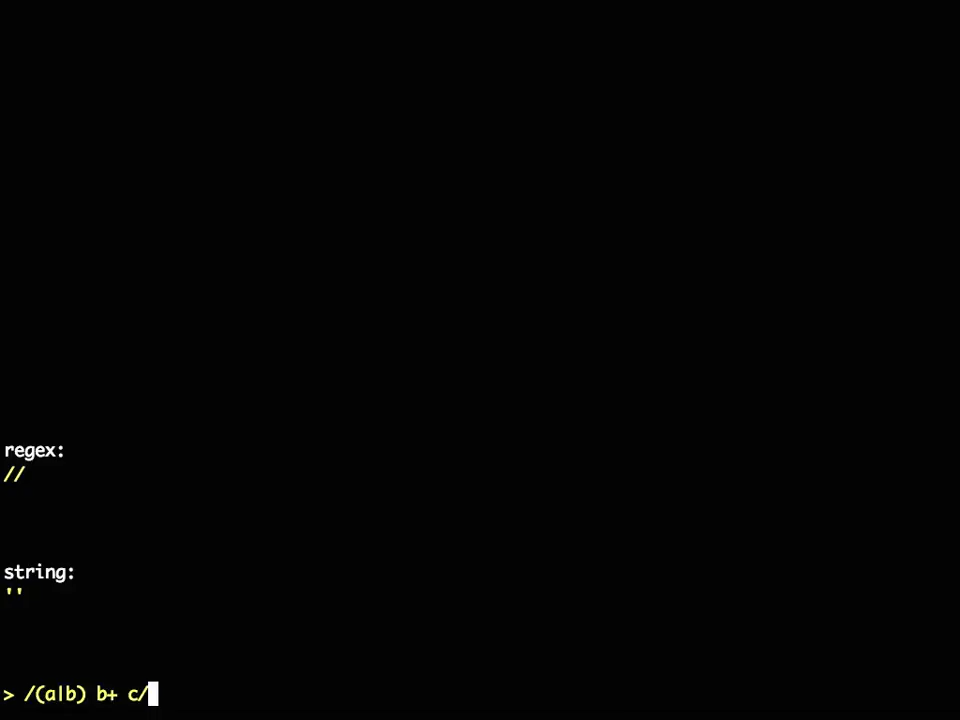 regex:
//
string:
''
> /(a|b) b+ c/